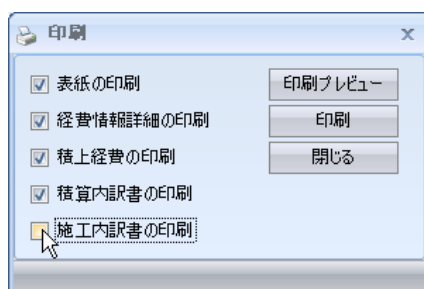 印刷
表紙の印刷
印刷プレビュー
経費情報詳細の印刷
印刷
積上経費の印刷
閉じる
積算内訳書の印刷
施工内訳書の印刷